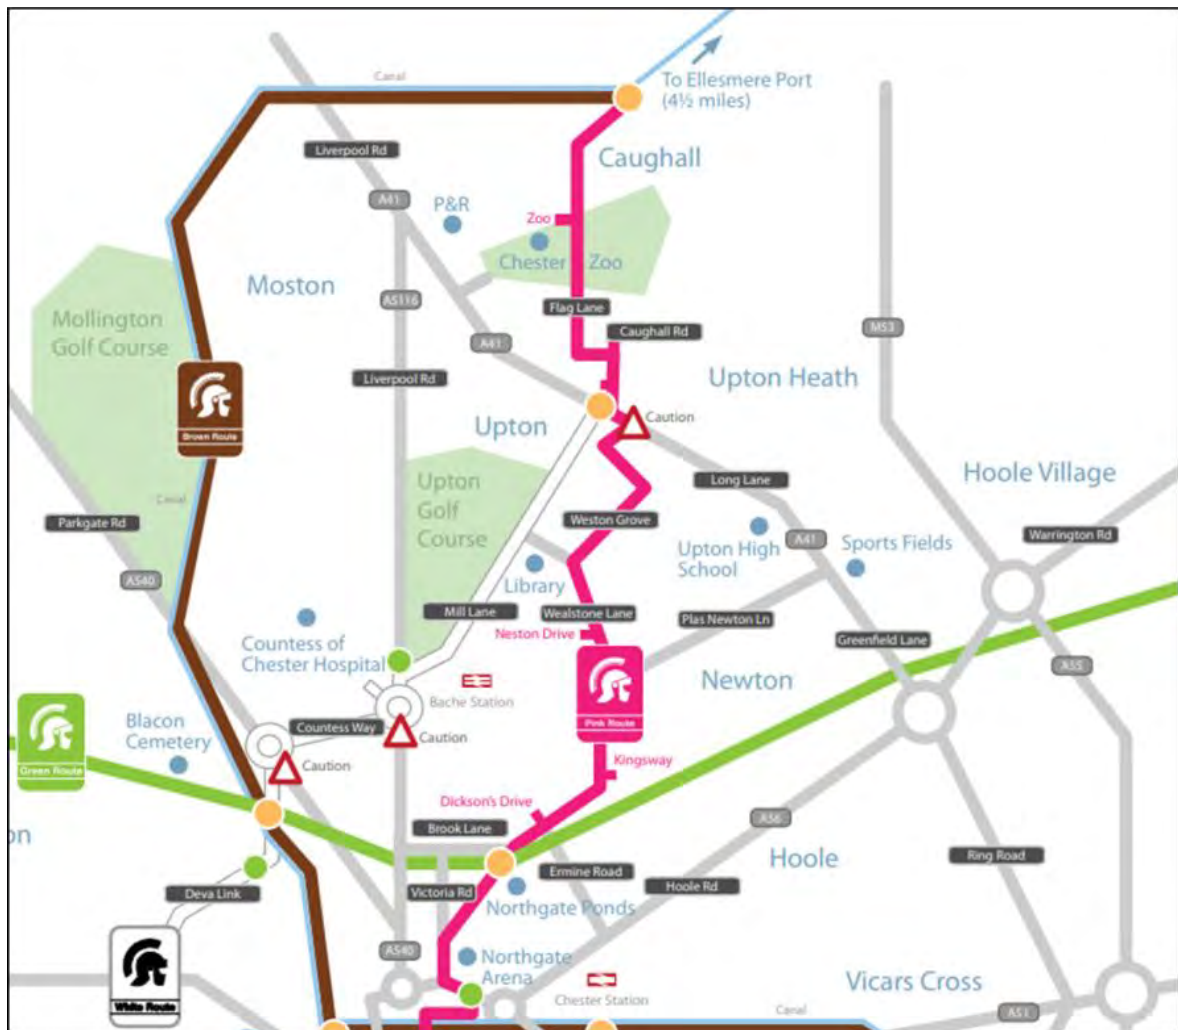 Canal
To Ellesmere Port
(4½ miles)
Liverpool Rd
Caughall
A41
P&R
Zoo
Chester Zoo
Moston
A5116
Flag Lane
Mollington
Golf Course
Caughall Rd
M53
A41
Liverpool Rd
Upton Heath
Brown Route
Upton
Caution
Hoole Village
Upton
Golf
Course
Long Lane
Canal
Parkgate Rd
Weston Grove
Warrington Rd
A41
Sports Fields
Upton High
School
A540
Library
Mill Lane
Wealstone Lane
Plas Newton Ln
Neston Drive
Greenfield Lane
Countess of
Chester Hospital
A55
Newton
Bache Station
Pink Route
Blacon
Cemetery
Countess Way
Caution
Green Route
Caution
Kingsway
Dickson's Drive
on
Brook Lane
A56
Hoole
Ring Road
Ermine Road
Hoole Rd
Deva Link
Victoria Rd
Northgate Ponds
A540
Northgate
Arena
Vicars Cross
White Route
Chester Station
Canal
A51